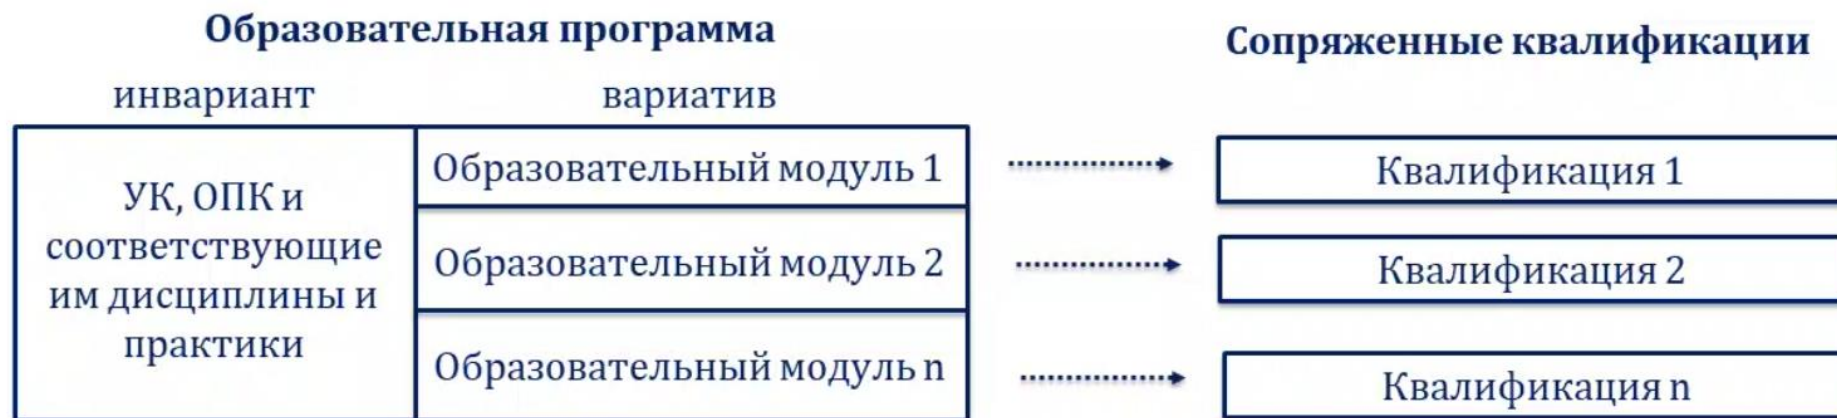 Образовательная программа
Сопряженные квалификации
инвариант
вариатив
УК, ОПК и
соответствующие
им дисциплины и
практики
Образовательный модуль 1
Образовательный модуль 2
Образовательный модуль n
Квалификация 1
Квалификация 2
Квалификация n